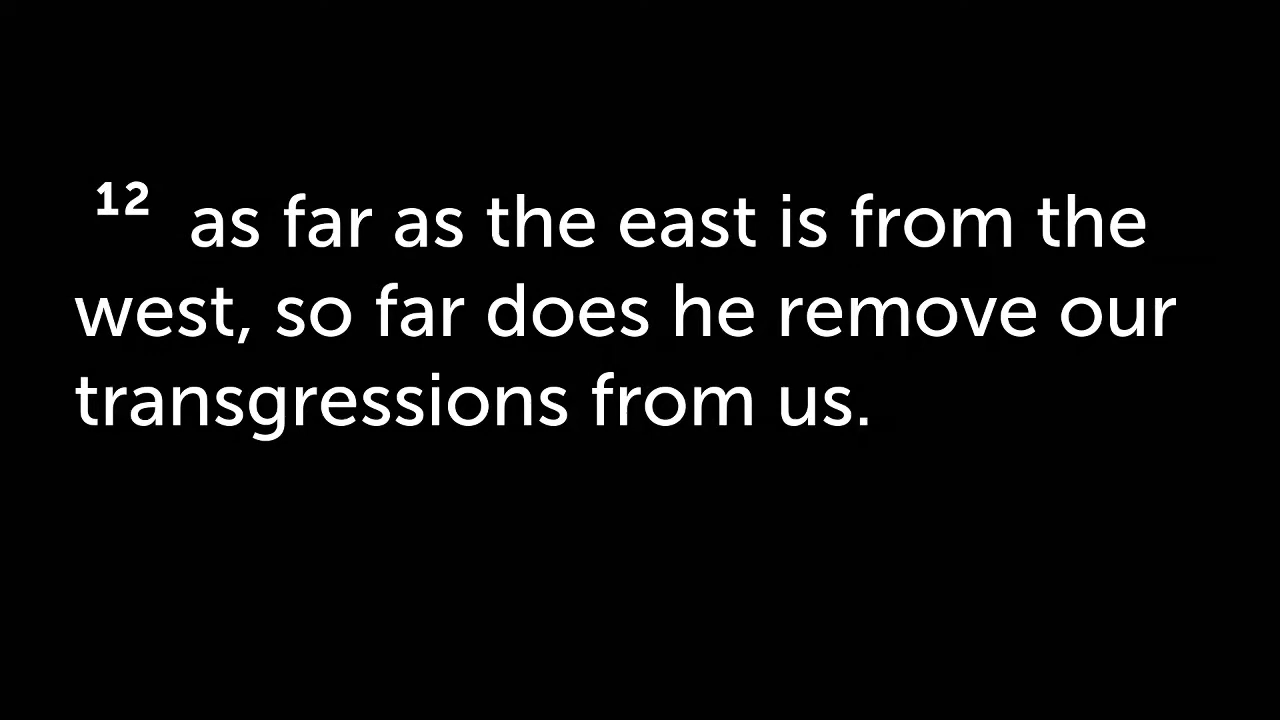 12 as far as the east is from the
west, so far does he remove our
transgressions from us.